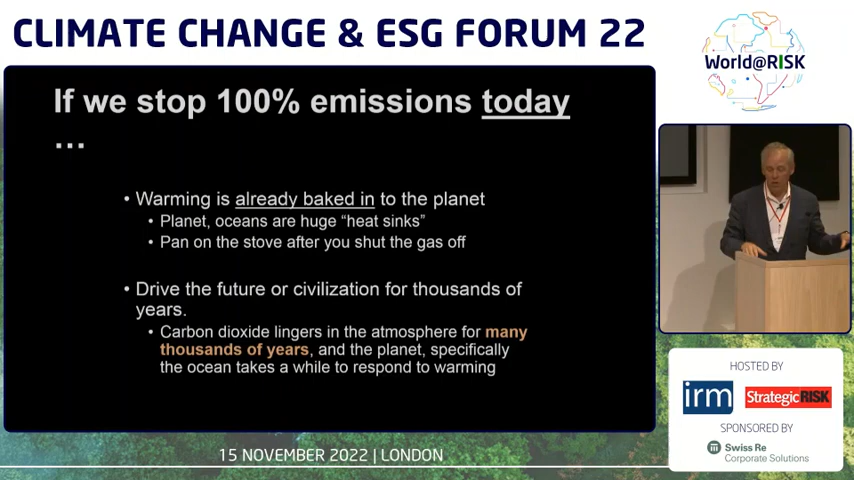 CLIMATE CHANGE & ESG FORUM 22
World@RISK
If we stop 100% emissions today
...
• Warming is already baked in to the planet
• Planet, oceans are huge “heat sinks”
• Pan on the stove after you shut the gas off
• Drive the future or civilization for thousands of
years.
• Carbon dioxide lingers in the atmosphere for many
thousands of years, and the planet, specifically
the ocean takes a while to respond to warming
HOSTED BY
irm StrategicRISK
SPONSORED BY
Swiss Re
Corporate Solutions
15 NOVEMBER 2022 | LONDON